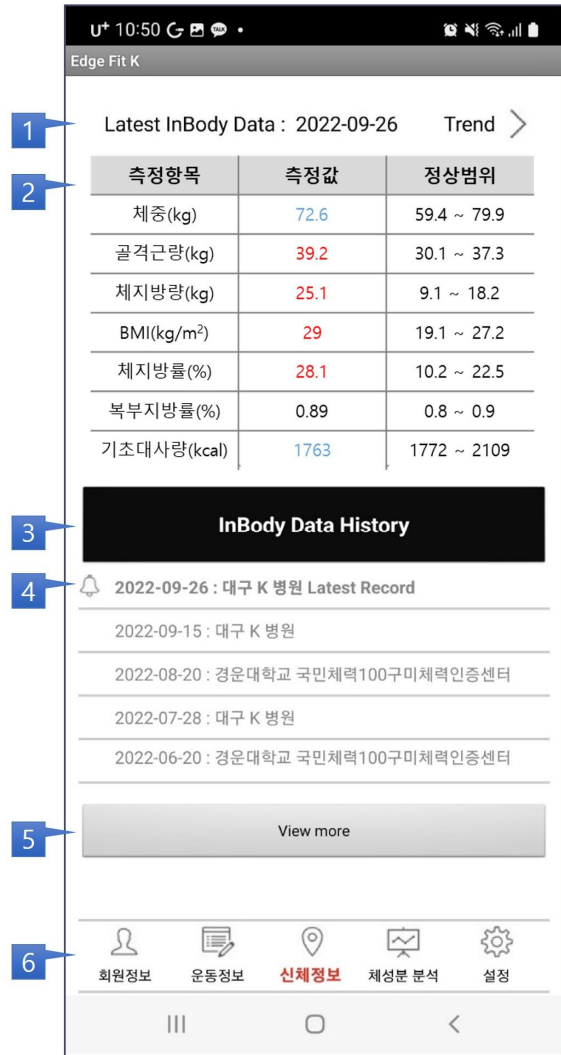 U+ 10:50 G TALK •
Edge Fit K
1 Latest InBody Data : 2022-09-26 Trend
2 측정항목 측정값 정상범위
체중(kg) 72.6 59.4 ~ 79.9
골격근량(kg) 39.2 30.1 ~ 37.3
체지방량(kg) 25.1 9.1 ~ 18.2
BMI(kg/m²) 29 19.1 ~ 27.2
체지방률(%) 28.1 10.2 ~ 22.5
복부지방률(%) 0.89 0.8 ~ 0.9
기초대사량(kcal) 1763 1772 ~ 2109
3 InBody Data History
4 2022-09-26 : 대구 K 병원 Latest Record
2022-09-15 : 대구 K 병원
2022-08-20 : 경운대학교 국민체력100구미체력인증센터
2022-07-28 : 대구 K 병원
2022-06-20 : 경운대학교 국민체력100구미체력인증센터
5 View more
6 회원정보 운동정보 신체정보 체성분 분석 설정